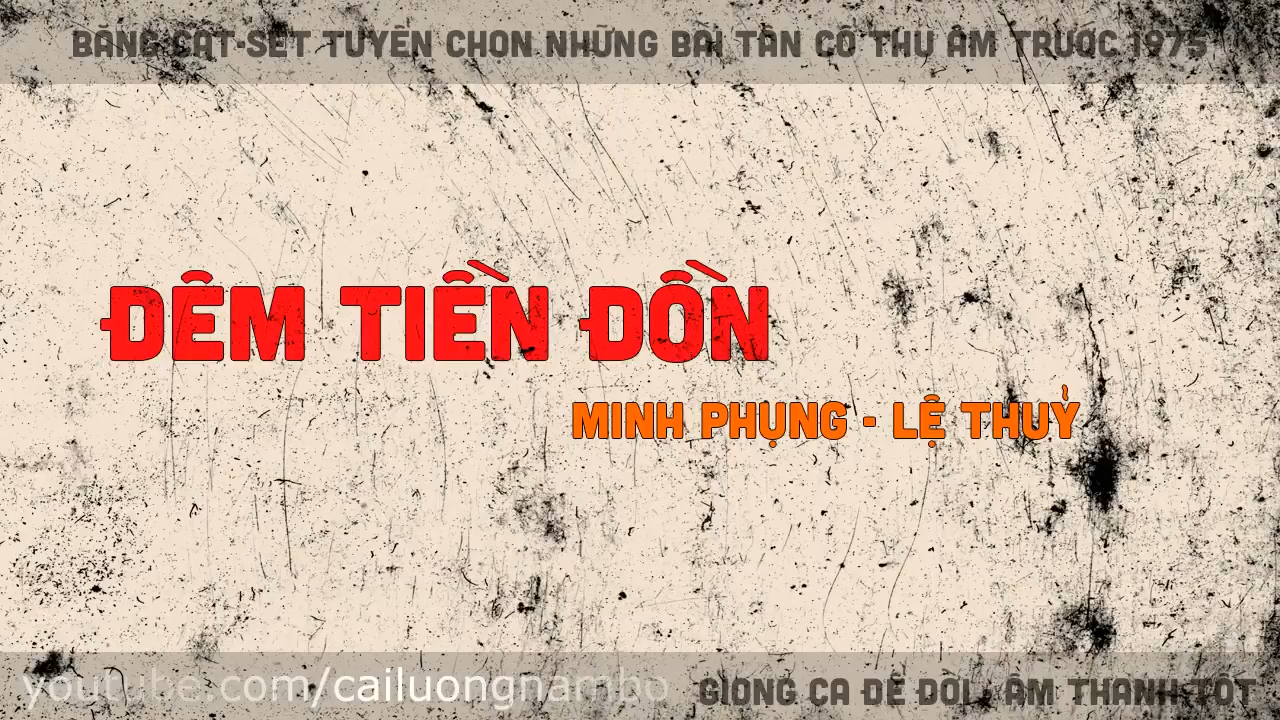 BĂNG CÁT-SÉT TUYỂN CHỌN NHỮNG BÀI TÂN CỔ THU ÂM TRƯỚC 1975
ĐÊM TIỀN ĐỒN
MINH PHỤNG - LỆ THUỶ
youtube.com/cailuongnambo
GIỌNG CA ĐỂ ĐỜI, ÂM THANH TỐT